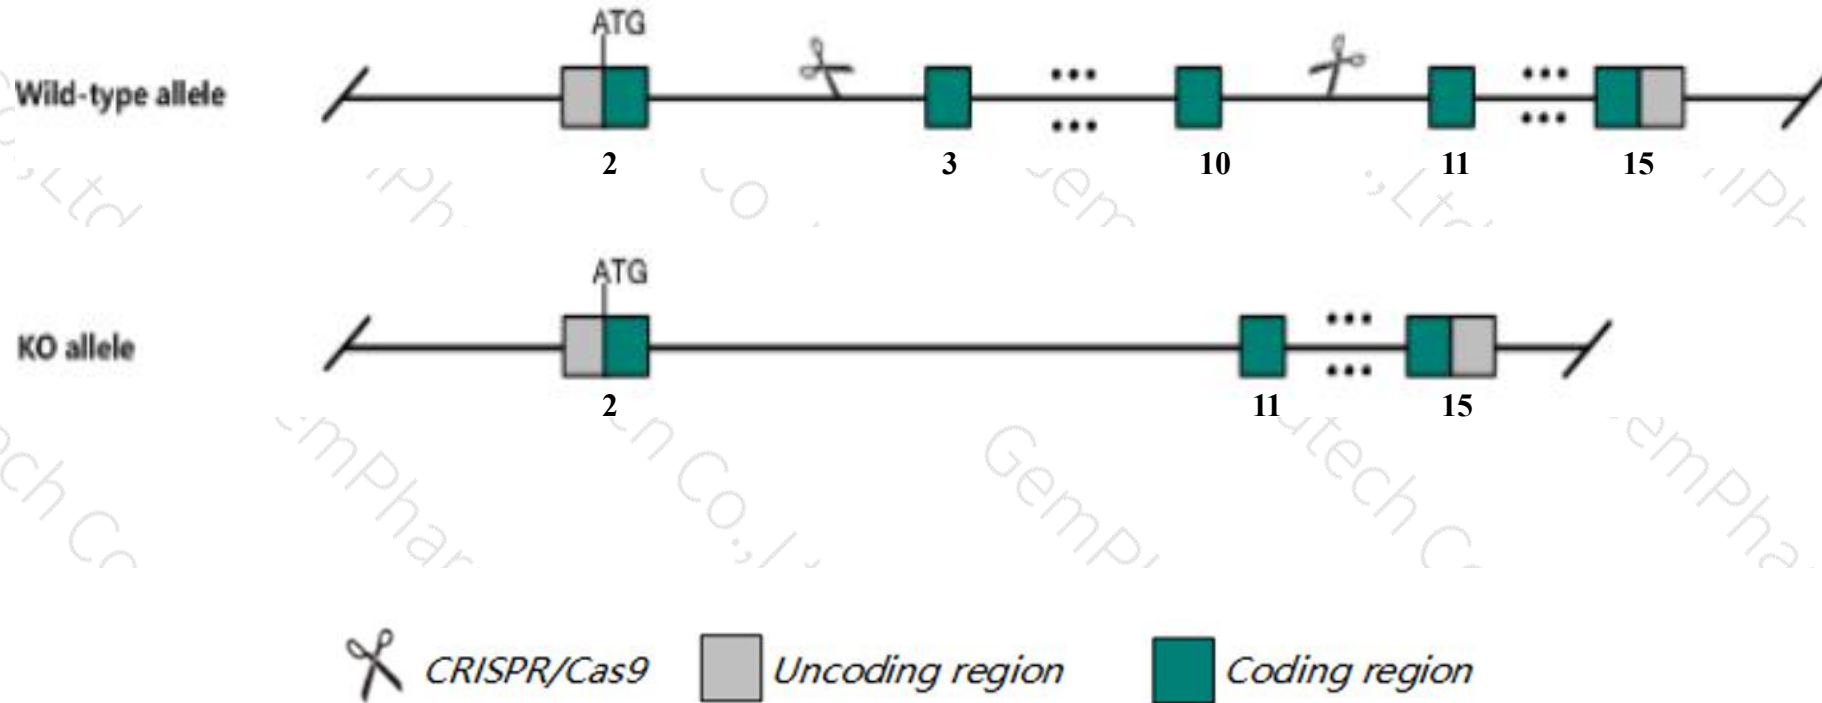 ATG
Wild-type allele
2 3 10 11 15
ATG
KO allele
2 11 15
CRISPR/Cas9 Uncoding region Coding region